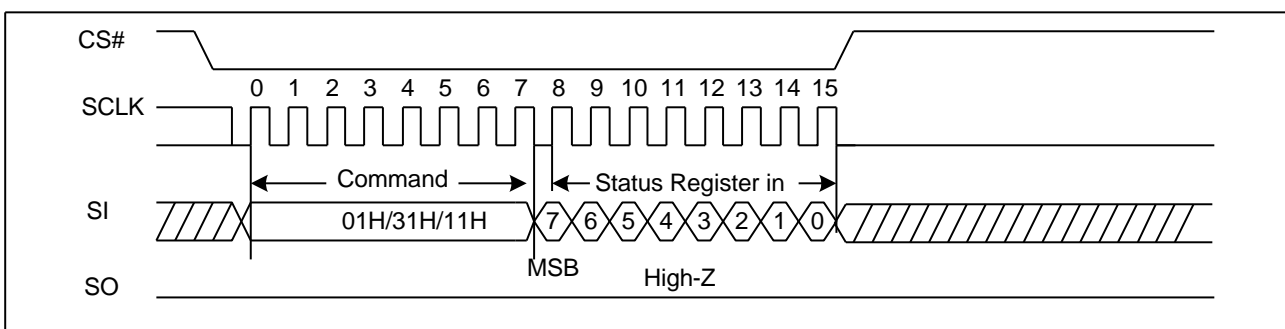 CS#
0 1 2 3 4 5 6 7 8 9 10 11 12 13 14 15
SCLK
Command Status Register in
SI 01H/31H/11H 7 6 5 4 3 2 1 0
MSB High-Z
SO